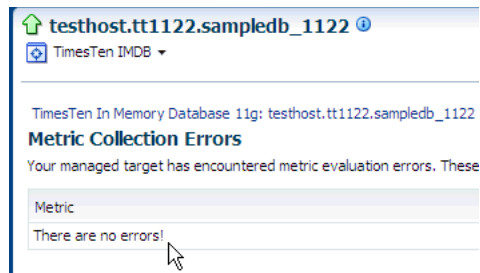 testhost.tt1122.sampledb_1122
TimesTen IMDB
TimesTen In Memory Database 11g: testhost.tt1122.sampledb_1122
Metric Collection Errors
Your managed target has encountered metric evaluation errors. These
Metric
There are no errors!